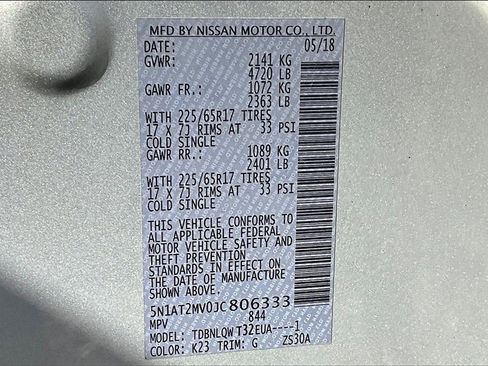 MFD BY NISSAN MOTOR CO., LTD.
DATE: 05/18
GVWR: 2141 KG
4720 LB
GAWR FR.: 1072 KG
2363 LB
WITH 225/65R17 TIRES
17 X 7J RIMS AT 33 PSI
COLD SINGLE
GAWR RR.: 1089 KG
2401 LB
WITH 225/65R17 TIRES
17 X 7J RIMS AT 33 PSI
COLD SINGLE
THIS VEHICLE CONFORMS TO
ALL APPLICABLE FEDERAL
MOTOR VEHICLE SAFETY AND
THEFT PREVENTION
STANDARDS IN EFFECT ON
THE DATE OF MANUFACTURE
SHOWN ABOVE.
5N1AT2MV0JC806333
MPV 844
MODEL: TDBNLQWT32EUA----1
COLOR: K23 TRIM: G ZS30A